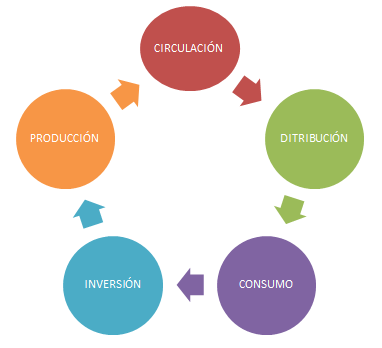 CIRCULACIÓN
DITRIBUCIÓN
CONSUMO
INVERSIÓN
PRODUCCIÓN